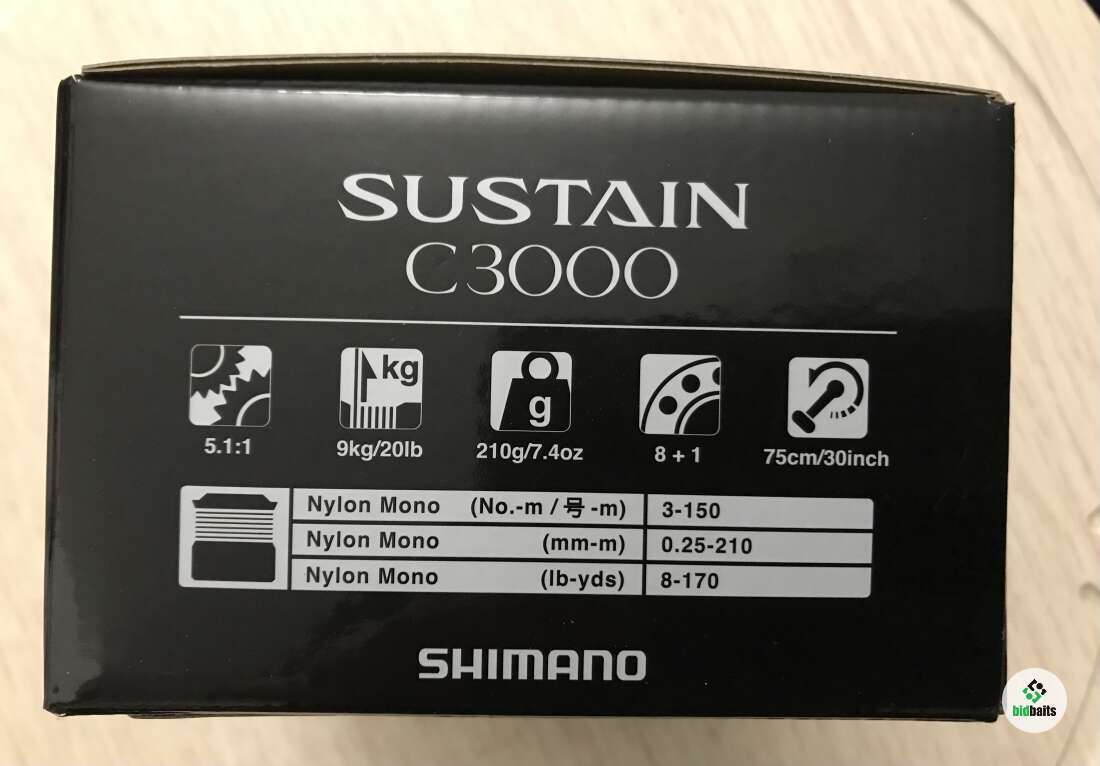 SUSTAIN
C3000
kg
g
5.1:1 9kg/20lb 210g/7.4oz 8 + 1 75cm/30inch
Nylon Mono (No.-m / 号 -m) 3-150
Nylon Mono (mm-m) 0.25-210
Nylon Mono (lb-yds) 8-170
SHIMANO
bidbaits